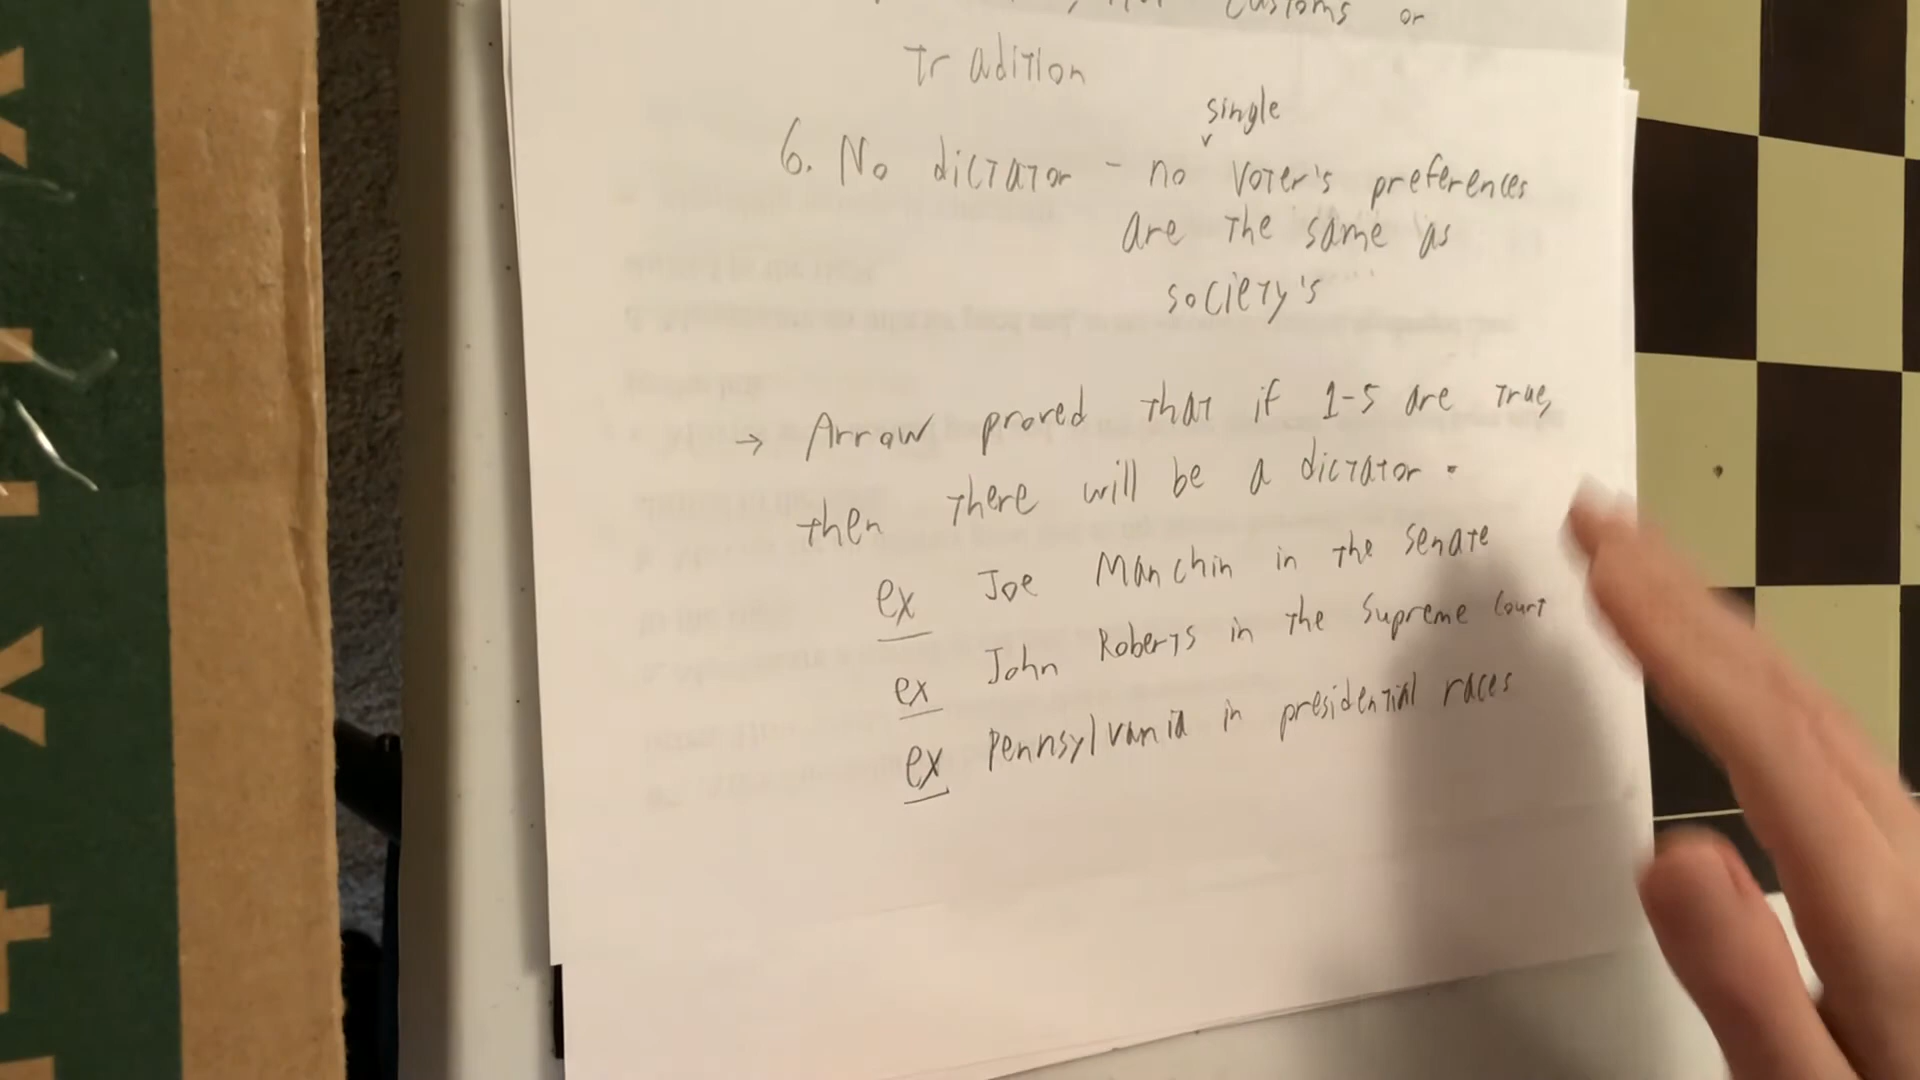 customs or
tradition
single
6. No dictator - no voter's preferences
are the same as
society's
→ Arrow proved that if 1-5 are true,
then there will be a dictator.
ex Joe Manchin in the Senate
ex John Roberts in the Supreme Court
ex Pennsylvania in presidential races